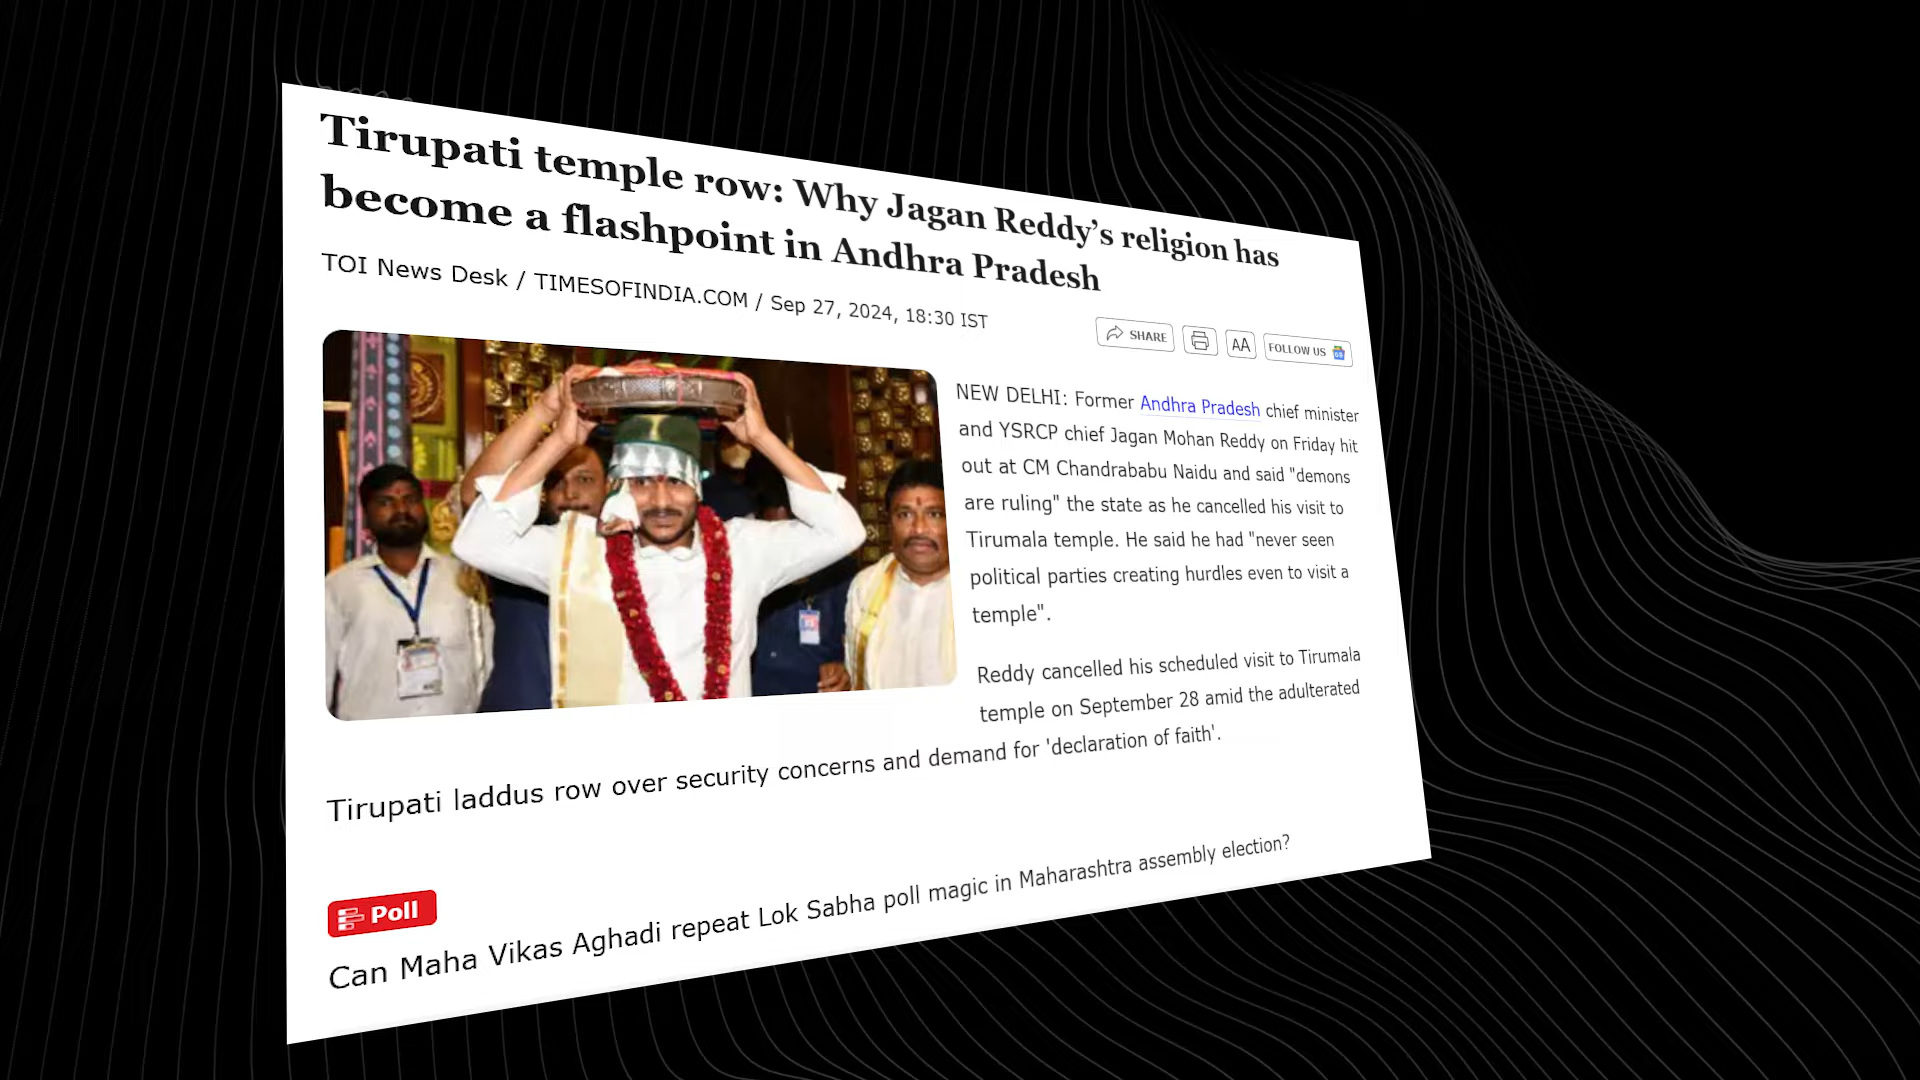 Tirupati temple row: Why Jagan Reddy’s religion has
become a flashpoint in Andhra Pradesh
TOI News Desk / TIMESOFINDIA.COM / Sep 27, 2024, 18:30 IST
SHARE
AA
FOLLOW US
NEW DELHI: Former Andhra Pradesh chief minister
and YSRCP chief Jagan Mohan Reddy on Friday hit
out at CM Chandrababu Naidu and said "demons
are ruling" the state as he cancelled his visit to
Tirumala temple. He said he had "never seen
political parties creating hurdles even to visit a
temple".
Reddy cancelled his scheduled visit to Tirumala
temple on September 28 amid the adulterated
Tirupati laddus row over security concerns and demand for 'declaration of faith'.
Poll
Can Maha Vikas Aghadi repeat Lok Sabha poll magic in Maharashtra assembly election?